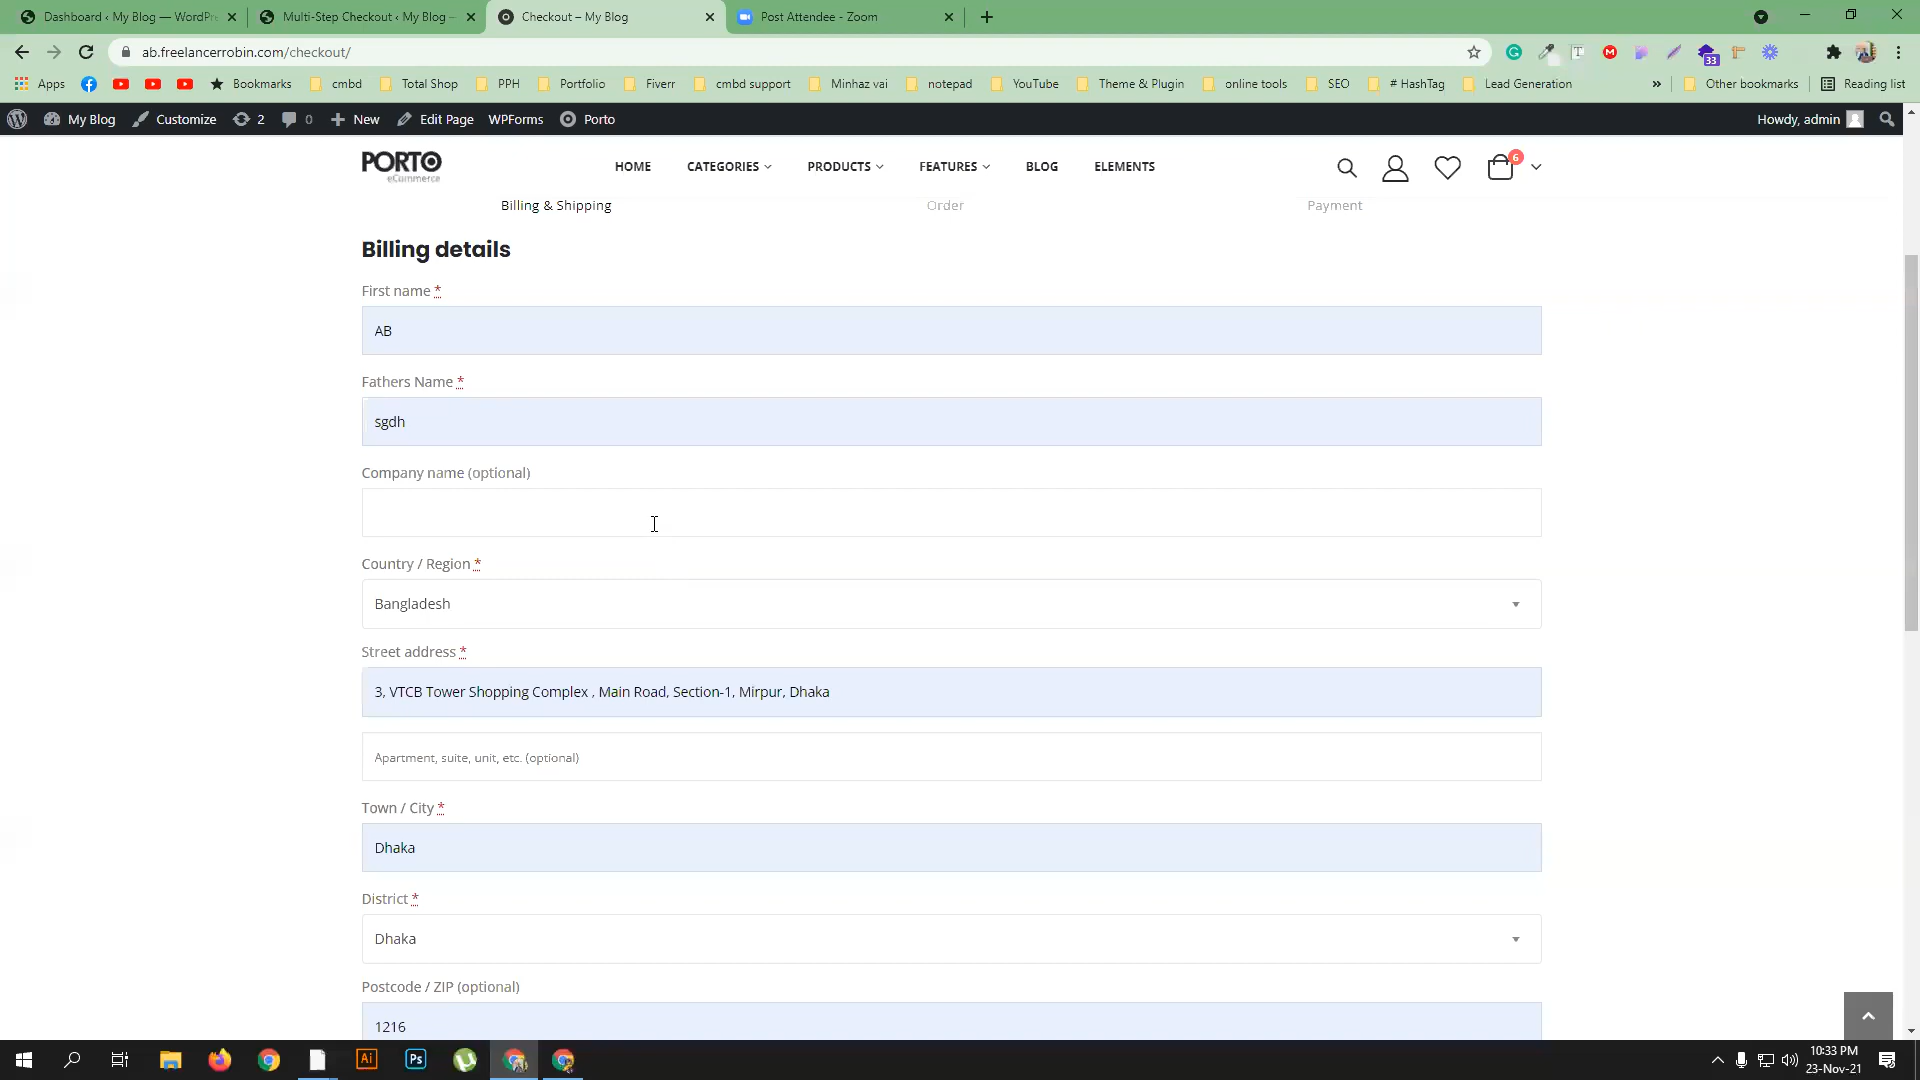 Dashboard ‹ My Blog — WordPr
Multi-Step Checkout ‹ My Blog –
Checkout – My Blog
Post Attendee - Zoom
ab.freelancerrobin.com/checkout/
33
Apps
Bookmarks
cmbd
Total Shop
PPH
Portfolio
Fiverr
cmbd support
Minhaz vai
notepad
YouTube
Theme & Plugin
online tools
SEO
# HashTag
Lead Generation
»
Other bookmarks
Reading list
My Blog
Customize
2
0
New
Edit Page
WPForms
Porto
Howdy, admin
PORTO
eCommerce
HOME
CATEGORIES
PRODUCTS
FEATURES
BLOG
ELEMENTS
6
Billing & Shipping
Order
Payment
Billing details
First name *
AB
Fathers Name *
sgdh
Company name (optional)
Country / Region *
Bangladesh
Street address *
3, VTCB Tower Shopping Complex , Main Road, Section-1, Mirpur, Dhaka
Apartment, suite, unit, etc. (optional)
Town / City *
Dhaka
District *
Dhaka
Postcode / ZIP (optional)
1216
Ai
Ps
10:33 PM
23-Nov-21